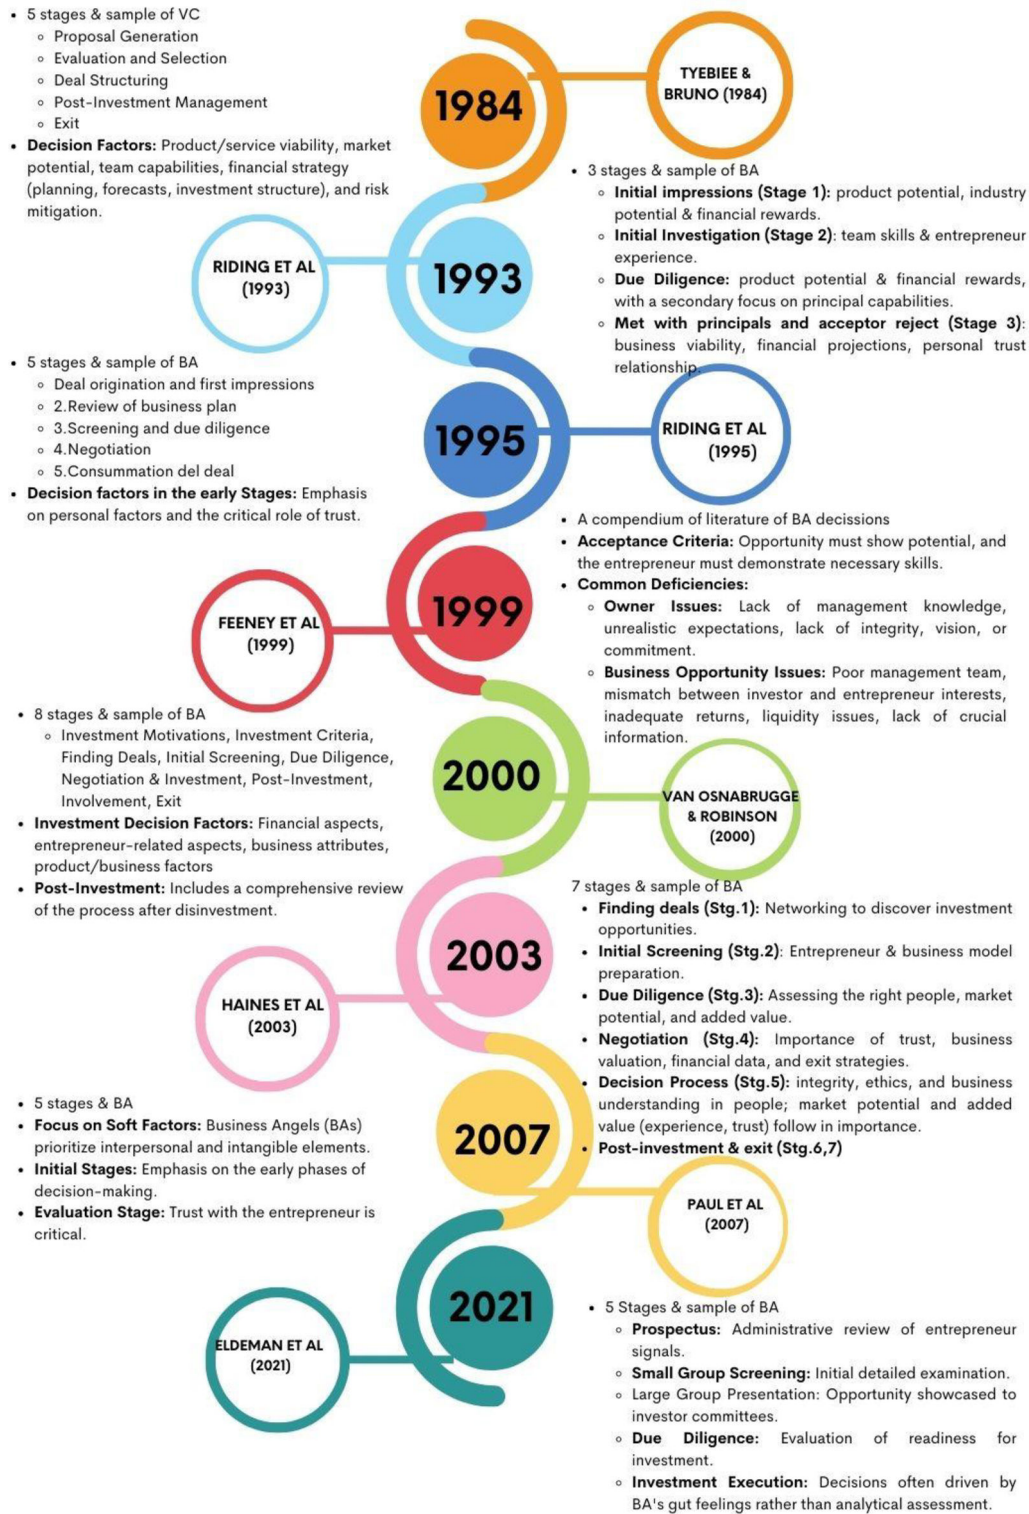 • 5 stages & sample of VC
◦ Proposal Generation
◦ Evaluation and Selection
◦ Deal Structuring
◦ Post-Investment Management
◦ Exit
• Decision Factors: Product/service viability, market
potential, team capabilities, financial strategy
(planning, forecasts, investment structure), and risk
mitigation.
1984
TYEBIEE &
BRUNO (1984)
• 3 stages & sample of BA
◦ Initial impressions (Stage 1): product potential, industry
potential & financial rewards.
◦ Initial Investigation (Stage 2): team skills & entrepreneur
experience.
◦ Due Diligence: product potential & financial rewards,
with a secondary focus on principal capabilities.
◦ Met with principals and acceptor reject (Stage 3):
business viability, financial projections, personal trust
relationship.
RIDING ET AL
(1993)
1993
• 5 stages & sample of BA
◦ Deal origination and first impressions
◦ 2.Review of business plan
◦ 3.Screening and due diligence
◦ 4.Negotiation
◦ 5.Consummation del deal
• Decision factors in the early Stages: Emphasis
on personal factors and the critical role of trust.
1995
RIDING ET AL
(1995)
• A compendium of literature of BA decissions
• Acceptance Criteria: Opportunity must show potential, and
the entrepreneur must demonstrate necessary skills.
• Common Deficiencies:
◦ Owner Issues: Lack of management knowledge,
unrealistic expectations, lack of integrity, vision, or
commitment.
◦ Business Opportunity Issues: Poor management team,
mismatch between investor and entrepreneur interests,
inadequate returns, liquidity issues, lack of crucial
information.
FEENEY ET AL
(1999)
1999
• 8 stages & sample of BA
◦ Investment Motivations, Investment Criteria,
Finding Deals, Initial Screening, Due Diligence,
Negotiation & Investment, Post-Investment,
Involvement, Exit
• Investment Decision Factors: Financial aspects,
entrepreneur-related aspects, business attributes,
product/business factors
• Post-Investment: Includes a comprehensive review
of the process after disinvestment.
2000
VAN OSNABRUGGE
& ROBINSON
(2000)
7 stages & sample of BA
• Finding deals (Stg.1): Networking to discover investment
opportunities.
• Initial Screening (Stg.2): Entrepreneur & business model
preparation.
• Due Diligence (Stg.3): Assessing the right people, market
potential, and added value.
• Negotiation (Stg.4): Importance of trust, business
valuation, financial data, and exit strategies.
• Decision Process (Stg.5): integrity, ethics, and business
understanding in people; market potential and added
value (experience, trust) follow in importance.
• Post-investment & exit (Stg.6,7)
HAINES ET AL
(2003)
2003
• 5 stages & BA
• Focus on Soft Factors: Business Angels (BAs)
prioritize interpersonal and intangible elements.
• Initial Stages: Emphasis on the early phases of
decision-making.
• Evaluation Stage: Trust with the entrepreneur is
critical.
2007
PAUL ET AL
(2007)
• 5 Stages & sample of BA
◦ Prospectus: Administrative review of entrepreneur
signals.
◦ Small Group Screening: Initial detailed examination.
◦ Large Group Presentation: Opportunity showcased to
investor committees.
◦ Due Diligence: Evaluation of readiness for
investment.
◦ Investment Execution: Decisions often driven by
BA's gut feelings rather than analytical assessment.
ELDEMAN ET AL
(2021)
2021